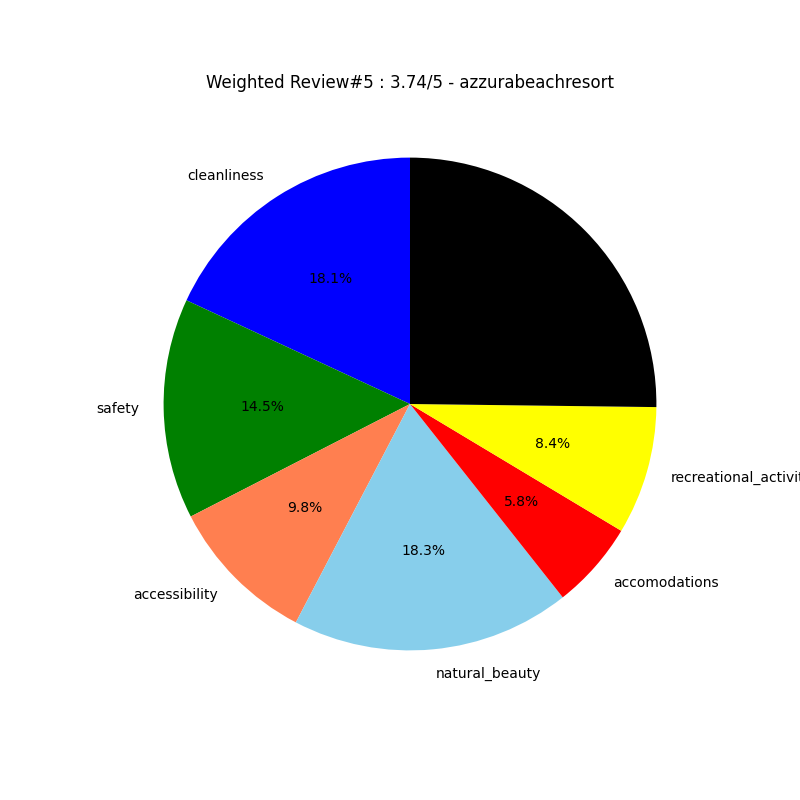 Weighted Review#5 : 3.74/5 - azzurabeachresort
cleanliness
18.1%
safety
14.5%
8.4%
recreational_activit
9.8%
5.8%
18.3%
accessibility
accomodations
natural_beauty